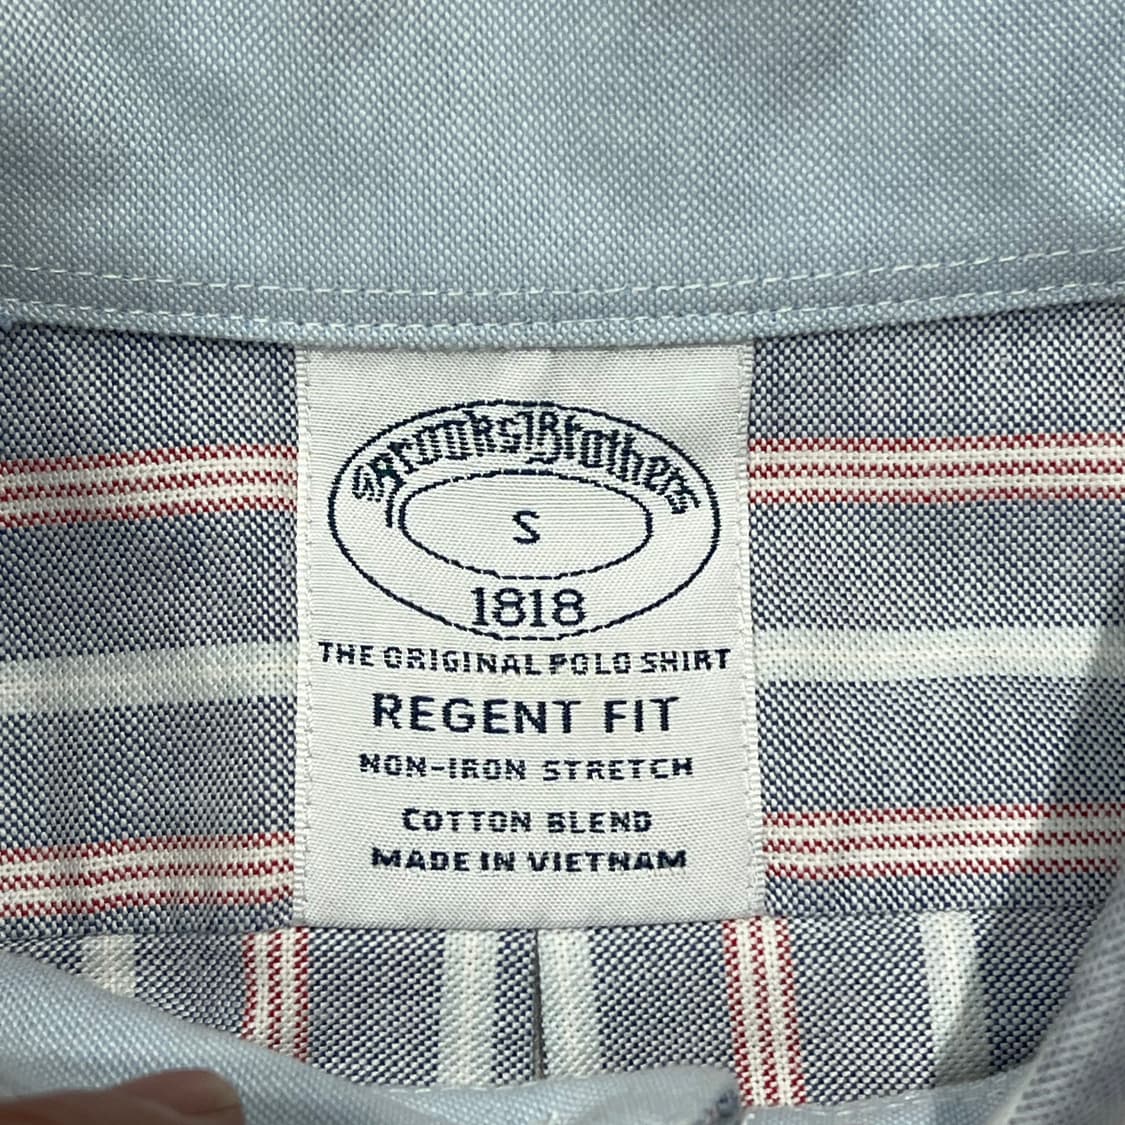 Brooks Brothers
S
1818
THE ORIGINAL POLO SHIRT
REGENT FIT
NON-IRON STRETCH
COTTON BLEND
MADE IN VIETNAM